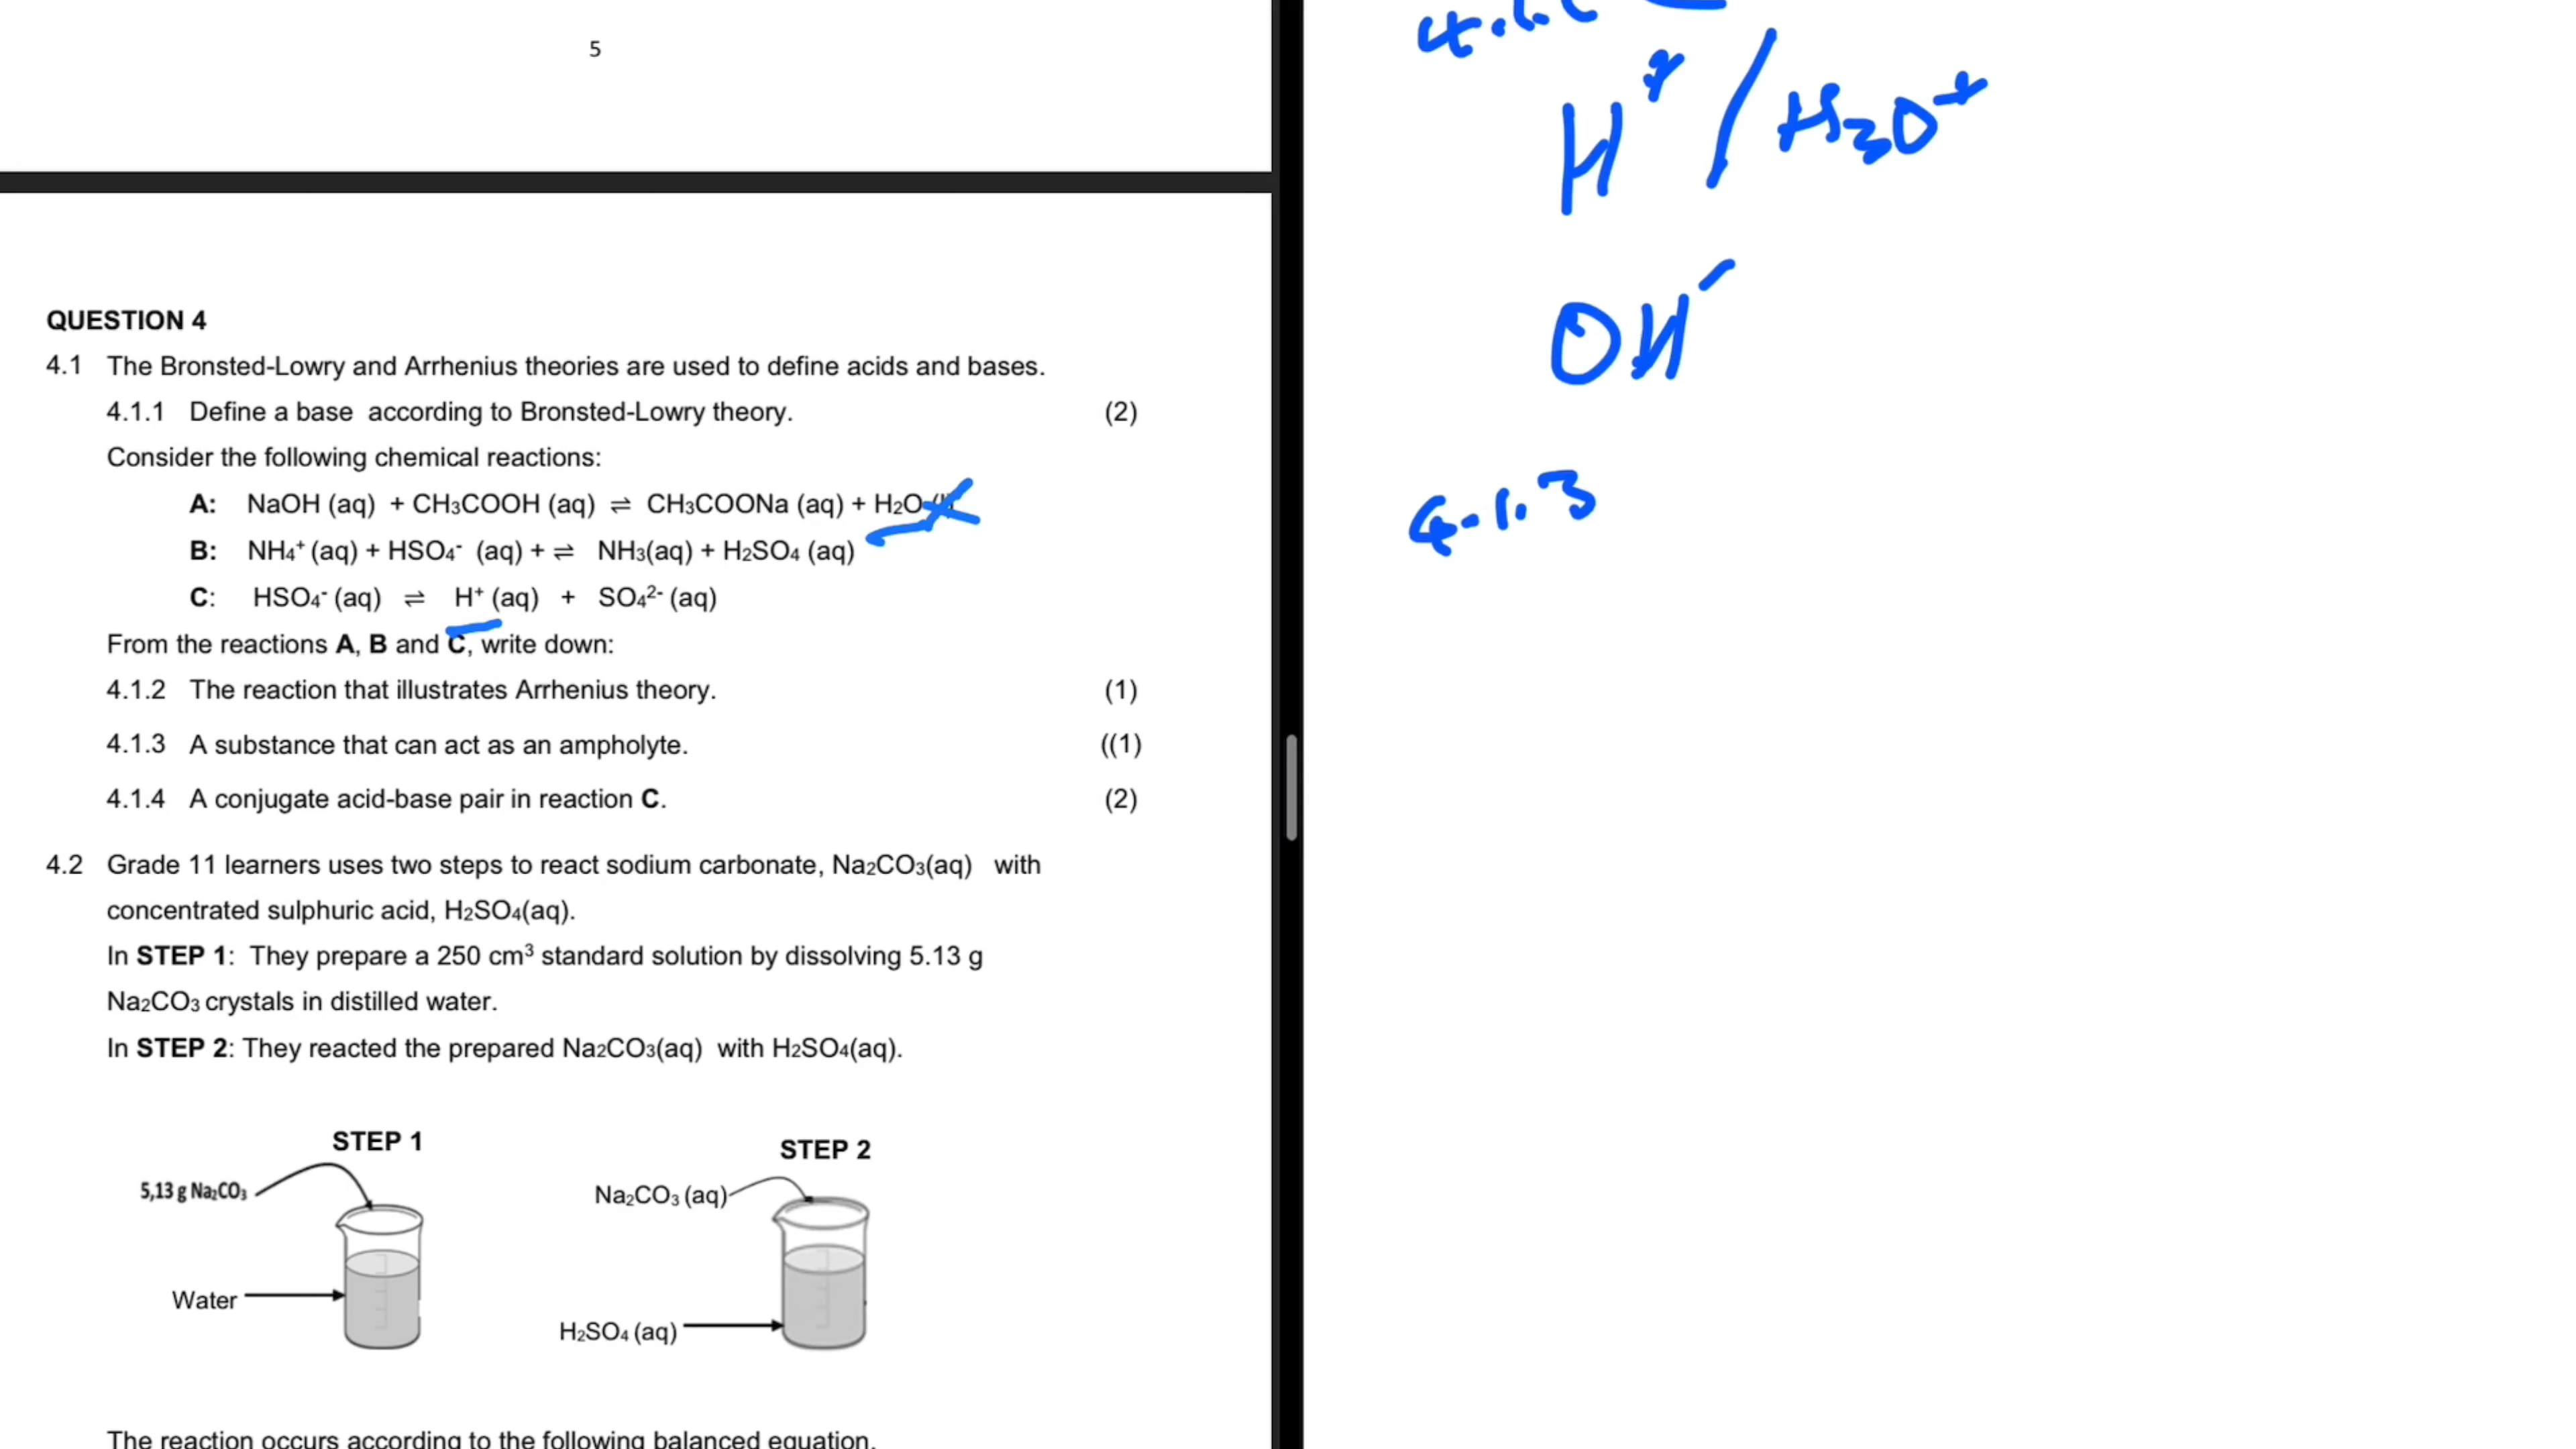 5
QUESTION 4
4.1 The Bronsted-Lowry and Arrhenius theories are used to define acids and bases.
4.1.1 Define a base according to Bronsted-Lowry theory. (2)
Consider the following chemical reactions:
A: NaOH (aq) + CH₃COOH (aq) ⇌ CH₃COONa (aq) + H₂O
B: NH₄⁺ (aq) + HSO₄⁻ (aq) + ⇌ NH₃(aq) + H₂SO₄ (aq)
C: HSO₄⁻ (aq) ⇌ H⁺ (aq) + SO₄²⁻ (aq)
From the reactions A, B and C, write down:
4.1.2 The reaction that illustrates Arrhenius theory. (1)
4.1.3 A substance that can act as an ampholyte. ((1)
4.1.4 A conjugate acid-base pair in reaction C. (2)
4.2 Grade 11 learners uses two steps to react sodium carbonate, Na₂CO₃(aq) with
concentrated sulphuric acid, H₂SO₄(aq).
In STEP 1: They prepare a 250 cm³ standard solution by dissolving 5.13 g
Na₂CO₃ crystals in distilled water.
In STEP 2: They reacted the prepared Na₂CO₃(aq) with H₂SO₄(aq).
STEP 1
5,13 g Na₂CO₃
Water
STEP 2
Na₂CO₃ (aq)
H₂SO₄ (aq)
The reaction occurs according to the following balanced equation.
H⁺ / H₃O⁺
OH⁻
4.1.3